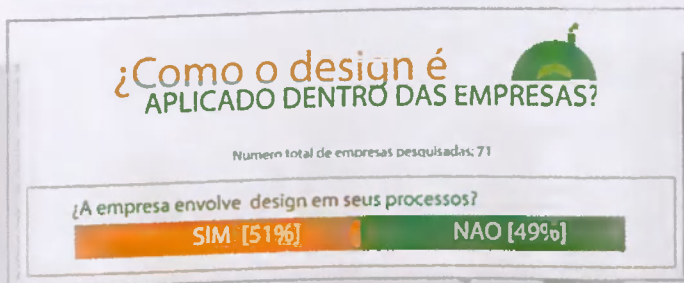 ¿Como o design é
APLICADO DENTRO DAS EMPRESAS?
Numero total de empresas pesquisadas: 71
¿A empresa envolve design em seus processos?
SIM [51%] NAO [49%]